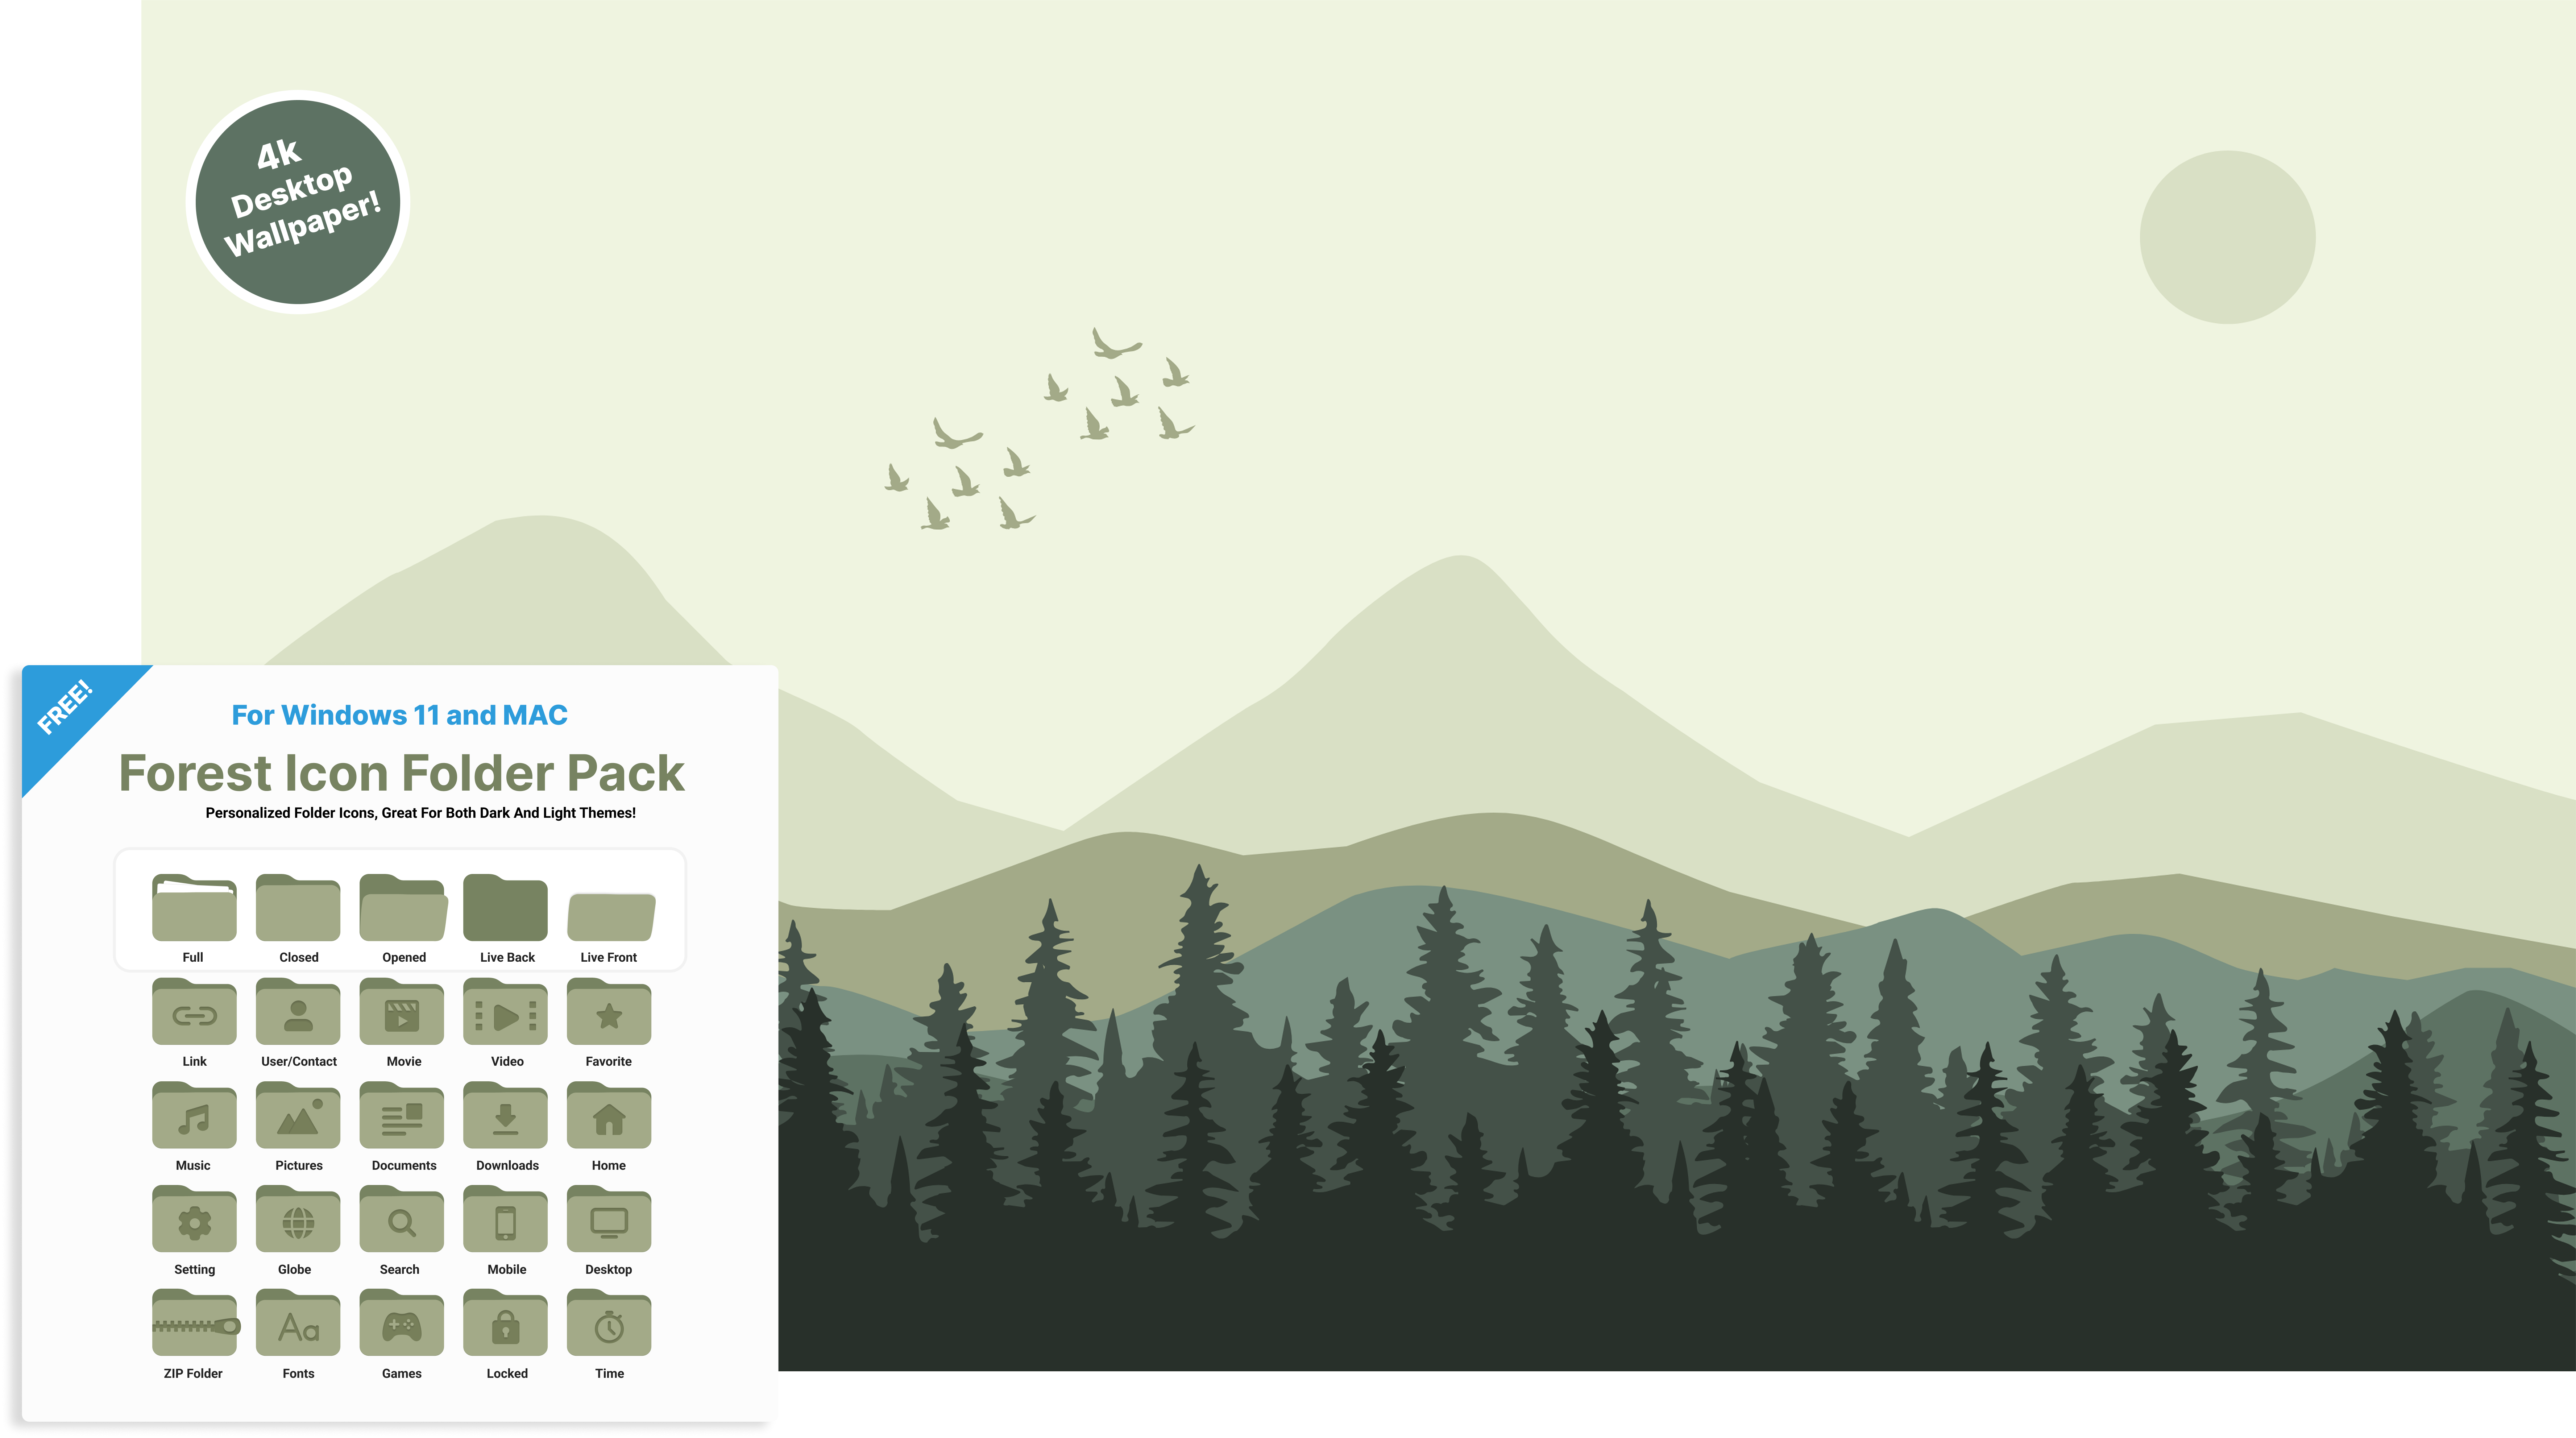 4k
Desktop
Wallpaper!
FREE!
For Windows 11 and MAC
Forest Icon Folder Pack
Personalized Folder Icons, Great For Both Dark And Light Themes!
Full Closed Opened Live Back Live Front
Link User/Contact Movie Video Favorite
Music Pictures Documents Downloads Home
Setting Globe Search Mobile Desktop
Aa
ZIP Folder Fonts Games Locked Time